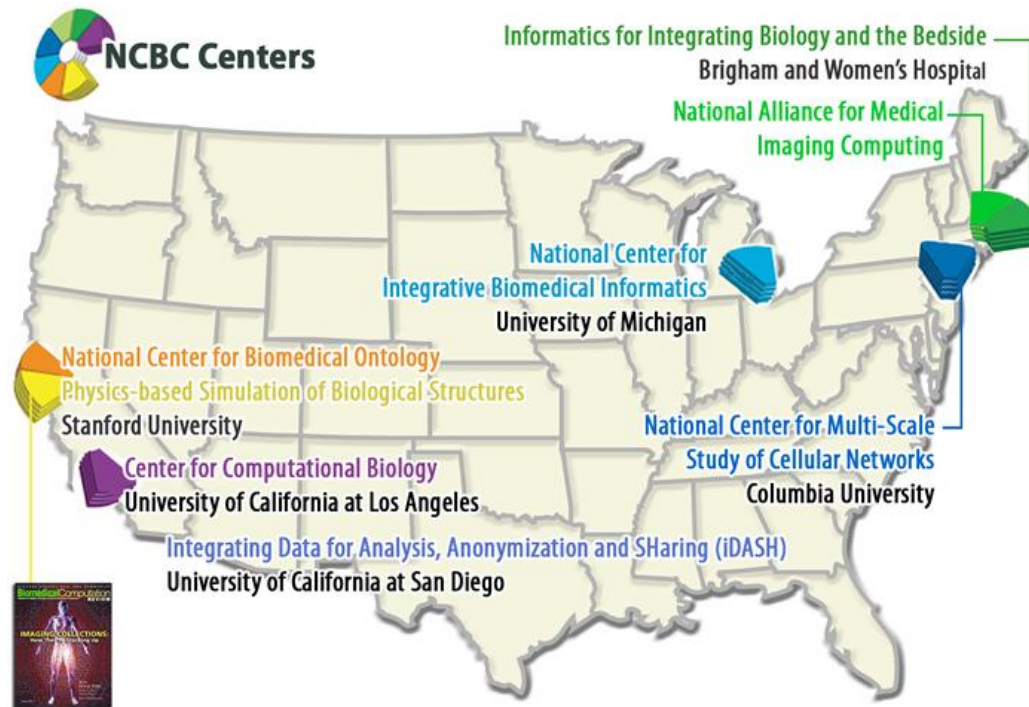 NCBC Centers
Informatics for Integrating Biology and the Bedside
Brigham and Women's Hospital
National Alliance for Medical
Imaging Computing
National Center for
Integrative Biomedical Informatics
University of Michigan
National Center for Biomedical Ontology
Physics-based Simulation of Biological Structures
Stanford University
National Center for Multi-Scale
Study of Cellular Networks
Columbia University
Center for Computational Biology
University of California at Los Angeles
Integrating Data for Analysis, Anonymization and SHaring (iDASH)
University of California at San Diego
BiomedicalComputation
REVIEW
IMAGING COLLECTIONS: